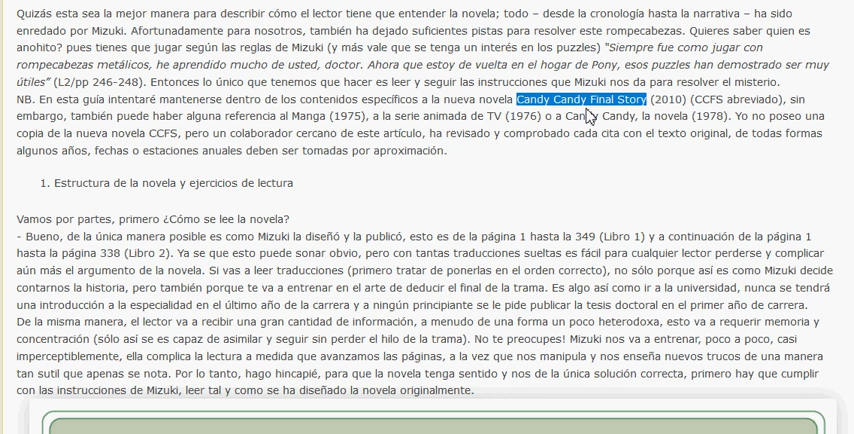 Quizás esta sea la mejor manera para describir cómo el lector tiene que entender la novela; todo – desde la cronología hasta la narrativa – ha sido
enredado por Mizuki. Afortunadamente para nosotros, también ha dejado suficientes pistas para resolver este rompecabezas. Quieres saber quien es
anohito? pues tienes que jugar según las reglas de Mizuki (y más vale que se tenga un interés en los puzzles) "Siempre fue como jugar con
rompecabezas metálicos, he aprendido mucho de usted, doctor. Ahora que estoy de vuelta en el hogar de Pony, esos puzzles han demostrado ser muy
útiles" (L2/pp 246-248). Entonces lo único que tenemos que hacer es leer y seguir las instrucciones que Mizuki nos da para resolver el misterio.
NB. En esta guía intentaré mantenerse dentro de los contenidos específicos a la nueva novela Candy Candy Final Story (2010) (CCFS abreviado), sin
embargo, también puede haber alguna referencia al Manga (1975), a la serie animada de TV (1976) o a Candy Candy, la novela (1978). Yo no poseo una
copia de la nueva novela CCFS, pero un colaborador cercano de este artículo, ha revisado y comprobado cada cita con el texto original, de todas formas
algunos años, fechas o estaciones anuales deben ser tomadas por aproximación.
1. Estructura de la novela y ejercicios de lectura
Vamos por partes, primero ¿Cómo se lee la novela?
- Bueno, de la única manera posible es como Mizuki la diseñó y la publicó, esto es de la página 1 hasta la 349 (Libro 1) y a continuación de la página 1
hasta la página 338 (Libro 2). Ya se que esto puede sonar obvio, pero con tantas traducciones sueltas es fácil para cualquier lector perderse y complicar
aún más el argumento de la novela. Si vas a leer traducciones (primero tratar de ponerlas en el orden correcto), no sólo porque así es como Mizuki decide
contarnos la historia, pero también porque te va a entrenar en el arte de deducir el final de la trama. Es algo así como ir a la universidad, nunca se tendrá
una introducción a la especialidad en el último año de la carrera y a ningún principiante se le pide publicar la tesis doctoral en el primer año de carrera.
De la misma manera, el lector va a recibir una gran cantidad de información, a menudo de una forma un poco heterodoxa, esto va a requerir memoria y
concentración (sólo así se es capaz de asimilar y seguir sin perder el hilo de la trama). No te preocupes! Mizuki nos va a entrenar, poco a poco, casi
imperceptiblemente, ella complica la lectura a medida que avanzamos las páginas, a la vez que nos manipula y nos enseña nuevos trucos de una manera
tan sutil que apenas se nota. Por lo tanto, hago hincapié, para que la novela tenga sentido y nos de la única solución correcta, primero hay que cumplir
con las instrucciones de Mizuki, leer tal y como se ha diseñado la novela originalmente.